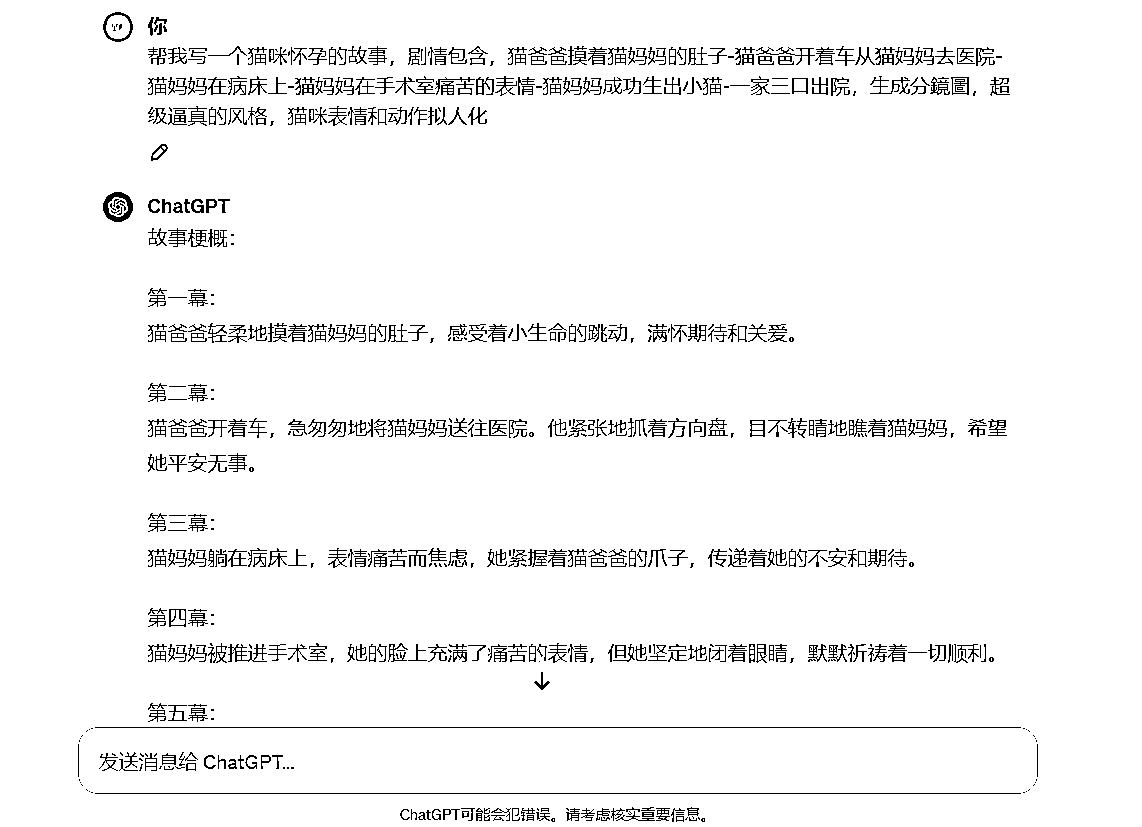 你
帮我写一个猫咪怀孕的故事，剧情包含，猫爸爸摸着猫妈妈的肚子-猫爸爸开着车从猫妈妈去医院-
猫妈妈在病床上-猫妈妈在手术室痛苦的表情-猫妈妈成功生出小猫-一家三口出院，生成分鏡圖，超
级逼真的风格，猫咪表情和动作拟人化
ChatGPT
故事梗概：
第一幕：
猫爸爸轻柔地摸着猫妈妈的肚子，感受着小生命的跳动，满怀期待和关爱。
第二幕：
猫爸爸开着车，急匆匆地将猫妈妈送往医院。他紧张地抓着方向盘，目不转睛地瞧着猫妈妈，希望
她平安无事。
第三幕：
猫妈妈躺在病床上，表情痛苦而焦虑，她紧握着猫爸爸的爪子，传递着她的不安和期待。
第四幕：
猫妈妈被推进手术室，她的脸上充满了痛苦的表情，但她坚定地闭着眼睛，默默祈祷着一切顺利。
第五幕：
发送消息给 ChatGPT...
ChatGPT可能会犯错误。请考虑核实重要信息。